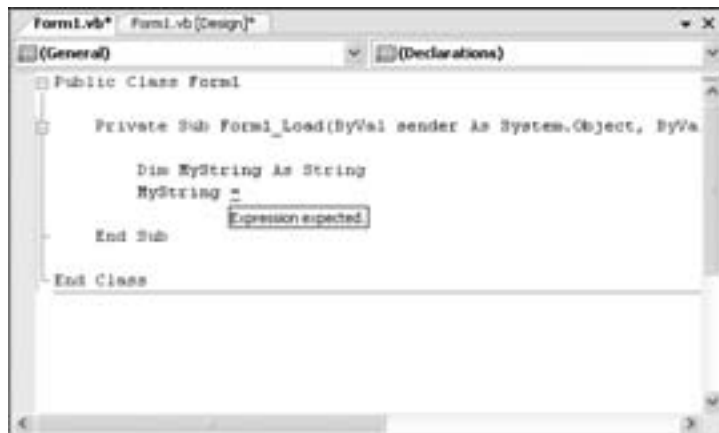 Form1.vb* Form1.vb [Design]*
(General) (Declarations)
Public Class Form1
Private Sub Form1_Load(ByVal sender As System.Object, ByVa
Dim MyString As String
MyString =
Expression expected.
End Sub
End Class